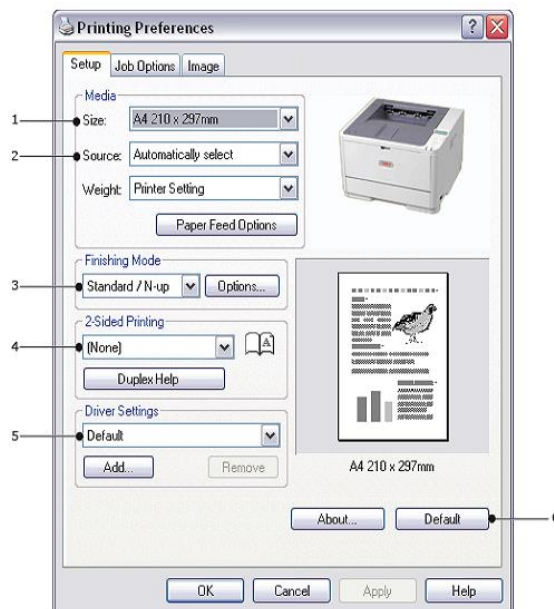 Printing Preferences
Setup Job Options Image
Media
1 Size: A4 210 x 297mm
2 Source: Automatically select
Weight: Printer Setting
Paper Feed Options
Finishing Mode
3 Standard / N-up Options...
2-Sided Printing
4 (None) A
Duplex Help
Driver Settings
5 Default
Add... Remove
A4 210 x 297mm
About... Default
OK Cancel Apply Help